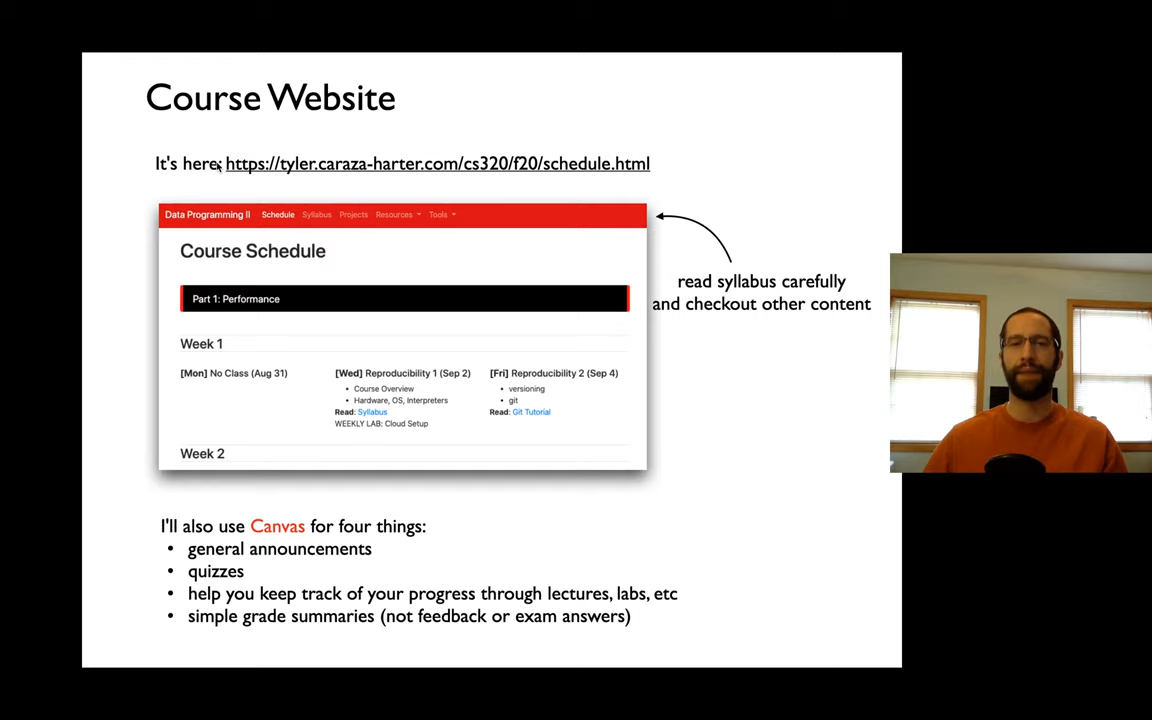 Course Website
It's here: https://tyler.caraza-harter.com/cs320/f20/schedule.html
Data Programming II Schedule Syllabus Projects Resources Tools
Course Schedule
Part 1: Performance
read syllabus carefully
and checkout other content
Week 1
[Mon] No Class (Aug 31)
[Wed] Reproducibility 1 (Sep 2)
• Course Overview
• Hardware, OS, Interpreters
Read: Syllabus
WEEKLY LAB: Cloud Setup
[Fri] Reproducibility 2 (Sep 4)
• versioning
• git
Read: Git Tutorial
Week 2
I'll also use Canvas for four things:
• general announcements
• quizzes
• help you keep track of your progress through lectures, labs, etc
• simple grade summaries (not feedback or exam answers)